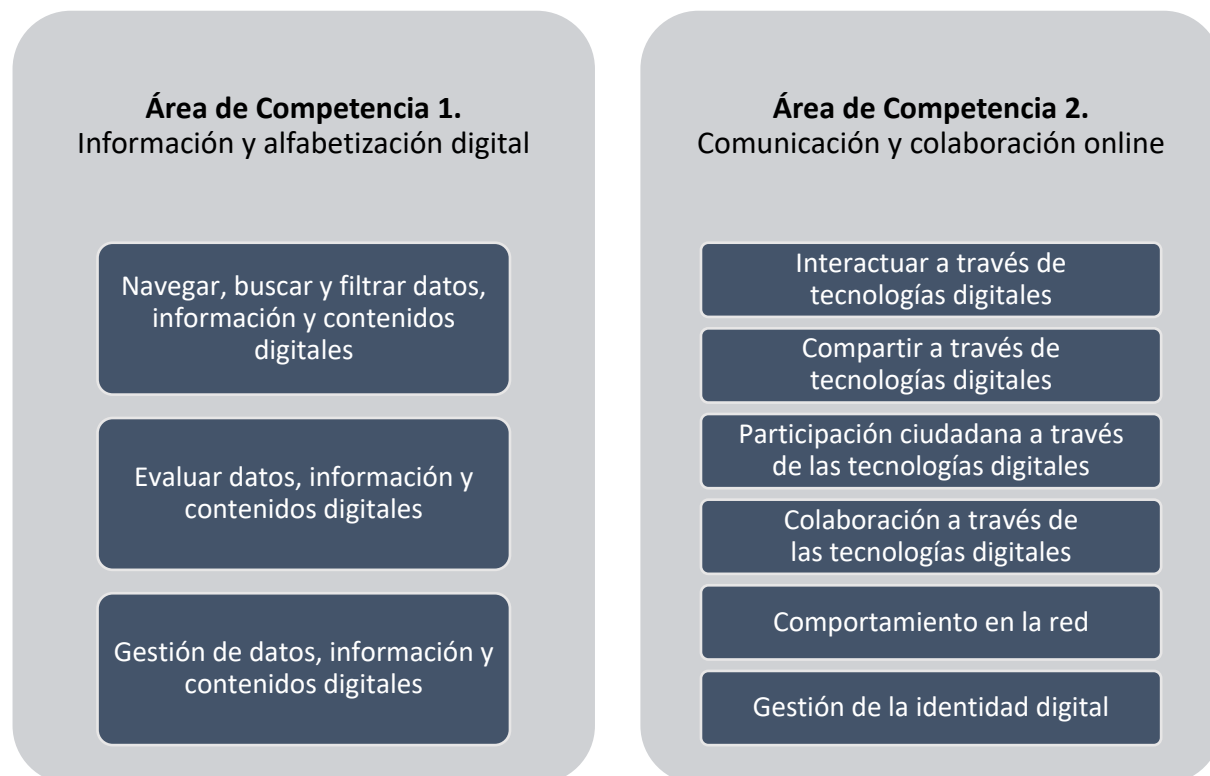 Área de Competencia 1.
Información y alfabetización digital
Navegar, buscar y filtrar datos,
información y contenidos
digitales
Evaluar datos, información y
contenidos digitales
Gestión de datos, información y
contenidos digitales
Área de Competencia 2.
Comunicación y colaboración online
Interactuar a través de
tecnologías digitales
Compartir a través de
tecnologías digitales
Participación ciudadana a través
de las tecnologías digitales
Colaboración a través de
las tecnologías digitales
Comportamiento en la red
Gestión de la identidad digital